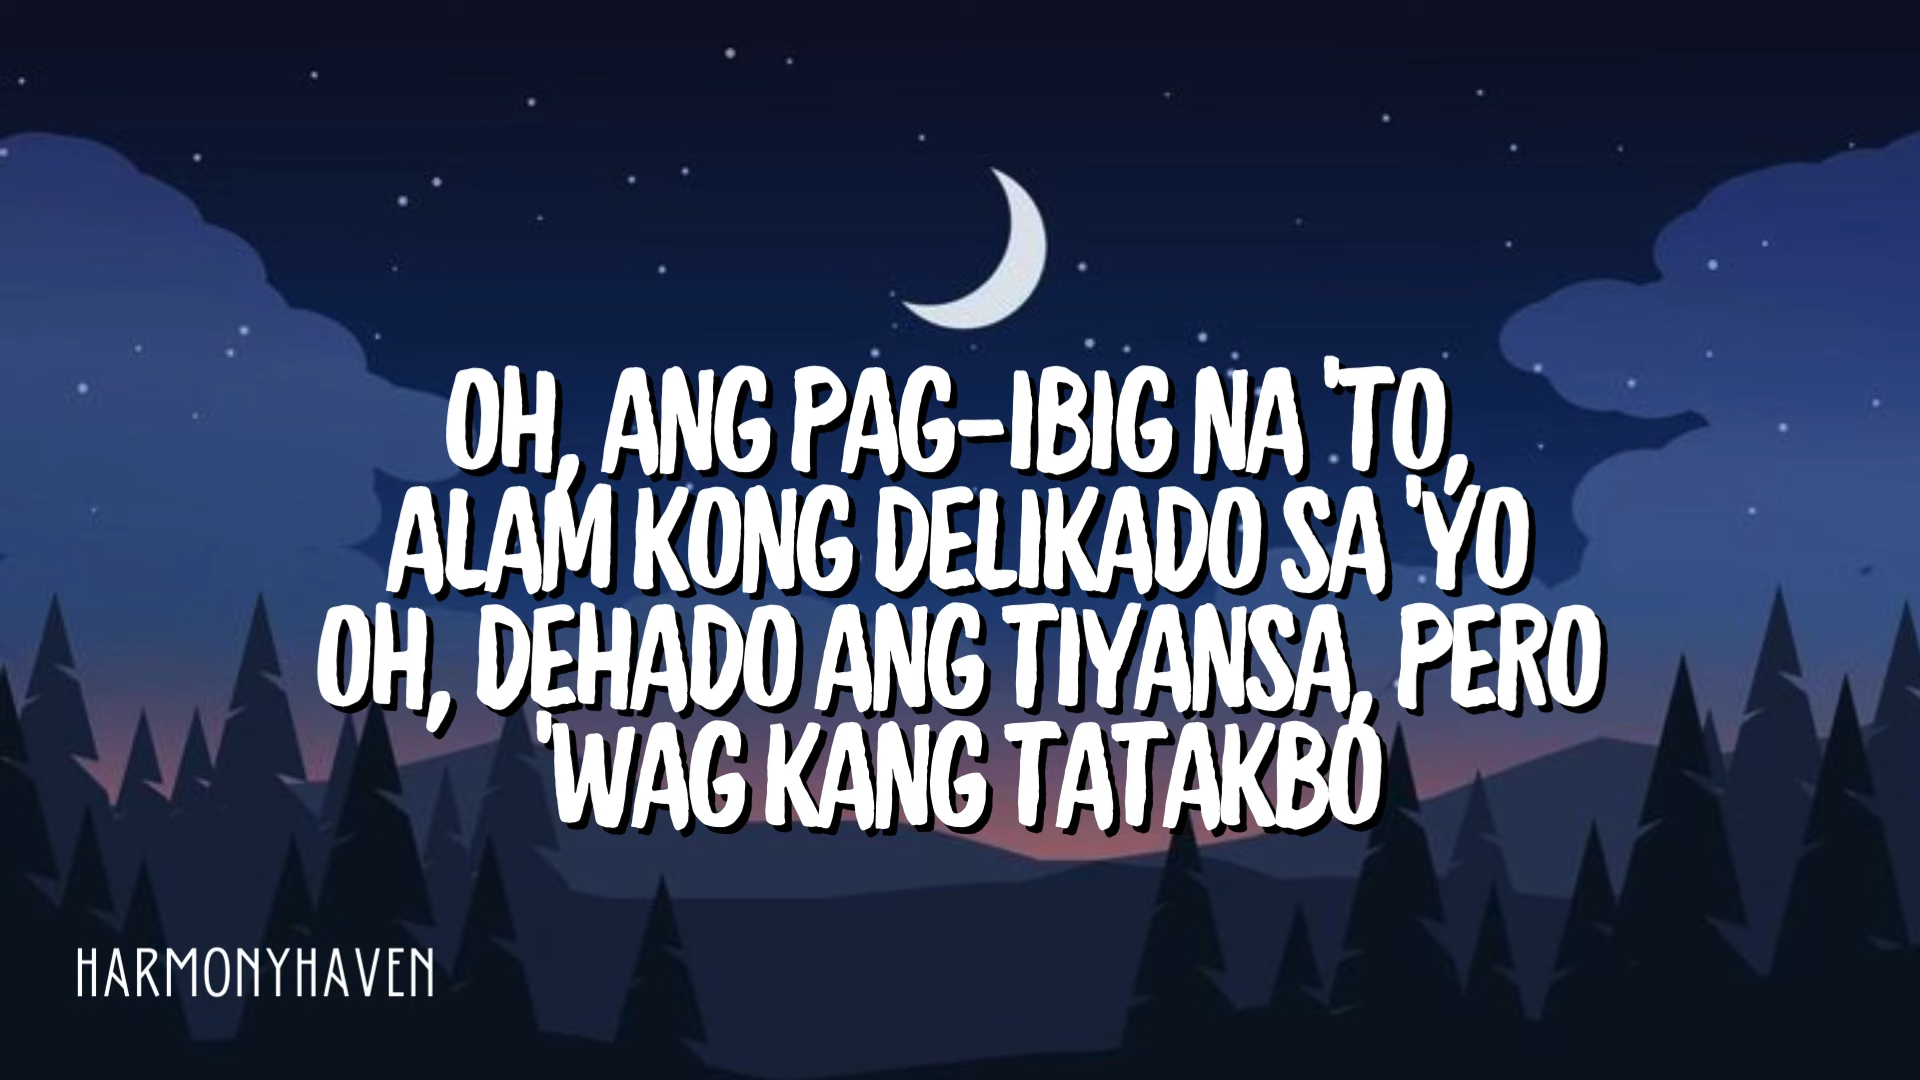 OH, ANG PAG-IBIG NA 'TO,
ALAM KONG DELIKADO SA 'YO
OH, DEHADO ANG TIYANSA, PERO
'WAG KANG TATAKBO
HARMONYHAVEN